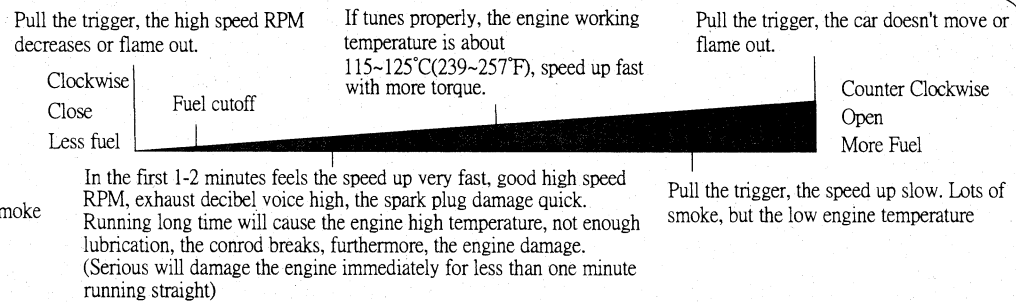 Pull the trigger, the high speed RPM
decreases or flame out.
If tunes properly, the engine working
temperature is about
115~125℃(239~257℉), speed up fast
with more torque.
Pull the trigger, the car doesn't move or
flame out.
Clockwise
Close
Less fuel
Fuel cutoff
Counter Clockwise
Open
More Fuel
In the first 1-2 minutes feels the speed up very fast, good high speed
RPM, exhaust decibel voice high, the spark plug damage quick.
Running long time will cause the engine high temperature, not enough
lubrication, the conrod breaks, furthermore, the engine damage.
(Serious will damage the engine immediately for less than one minute
running straight)
moke
Pull the trigger, the speed up slow. Lots of
smoke, but the low engine temperature